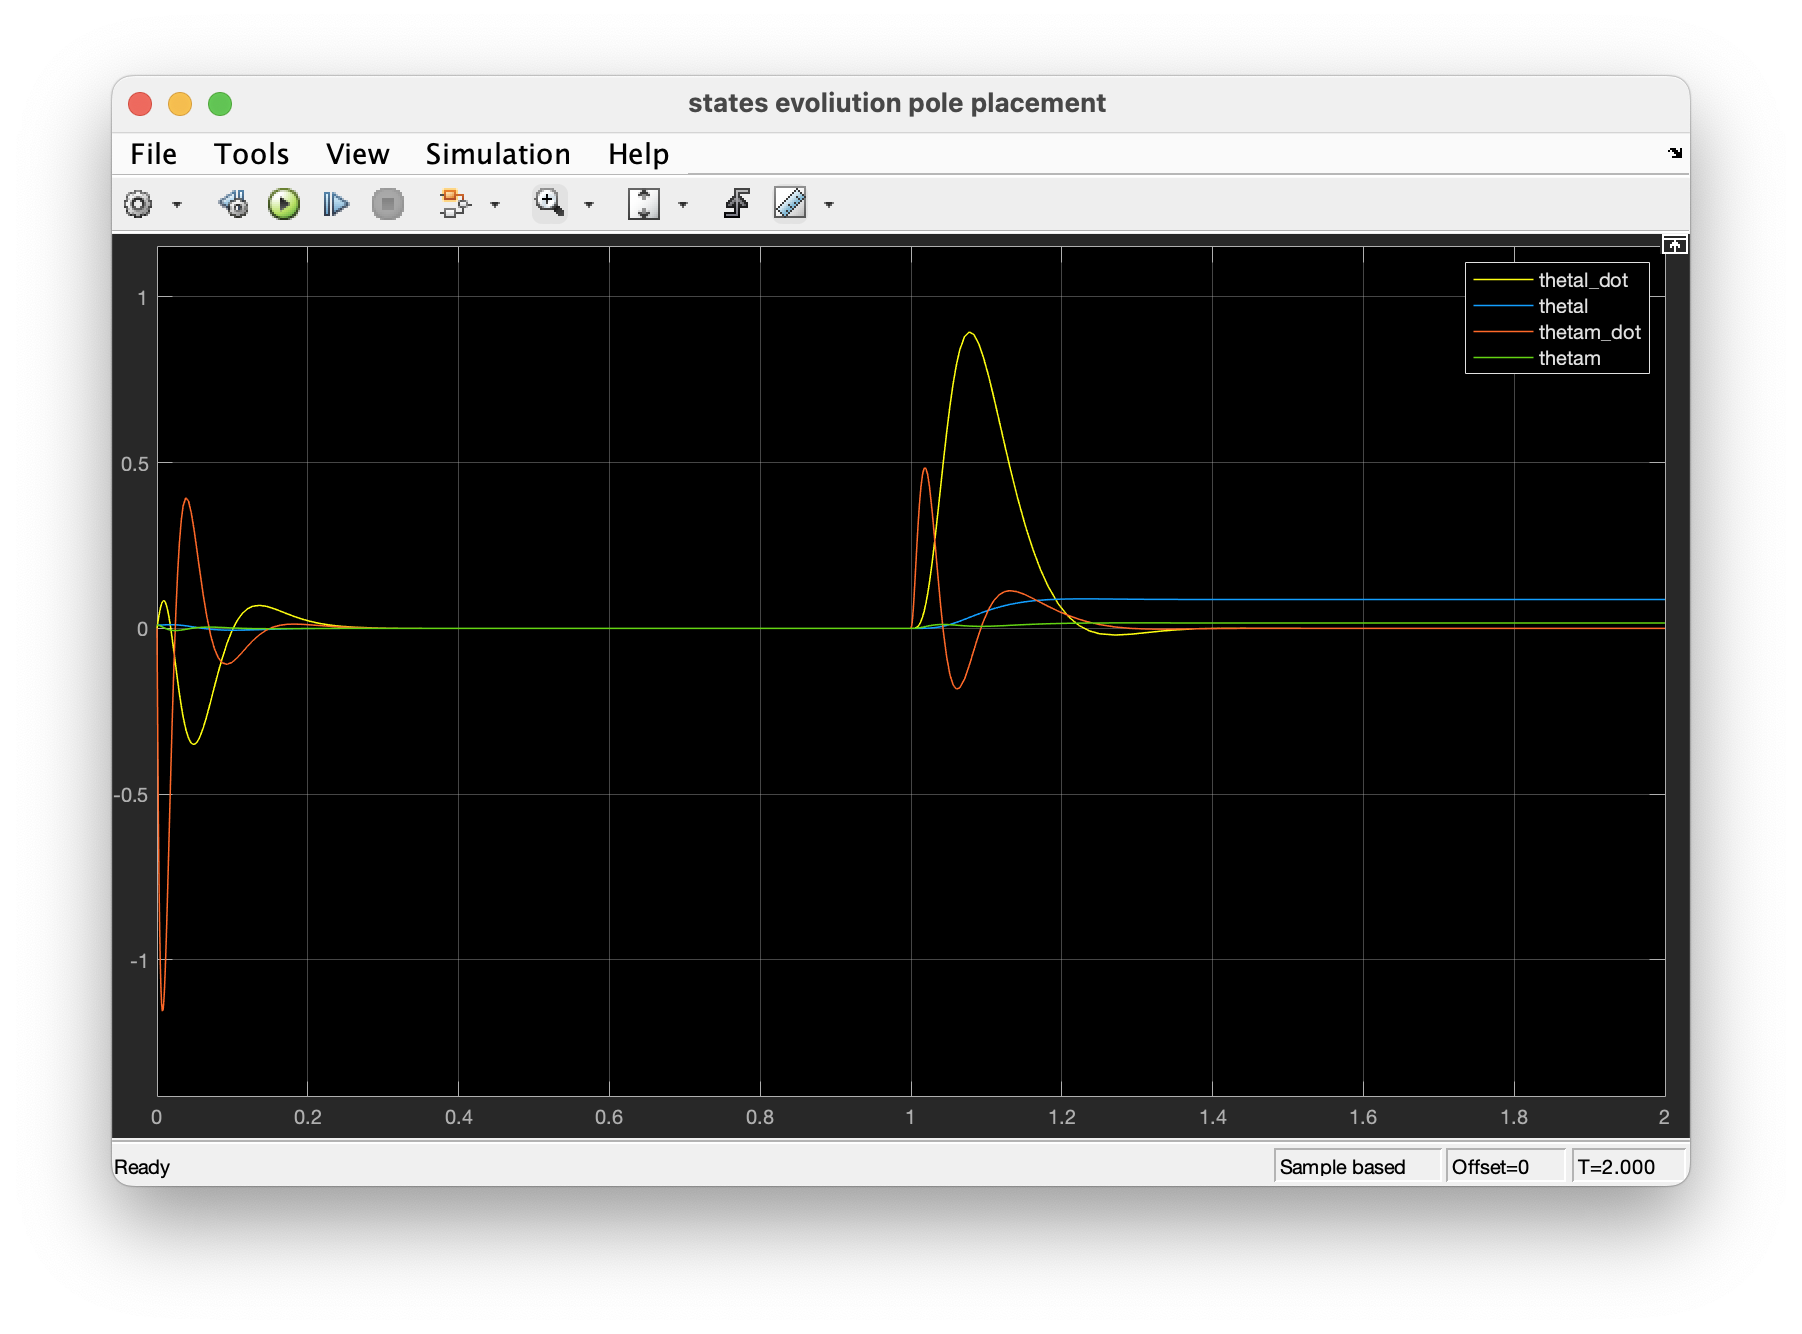 states evoliution pole placement
File Tools View Simulation Help
thetal_dot
thetal
thetam_dot
thetam
1
0.5
0
-0.5
-1
0 0.2 0.4 0.6 0.8 1 1.2 1.4 1.6 1.8 2
Ready Sample based Offset=0 T=2.000